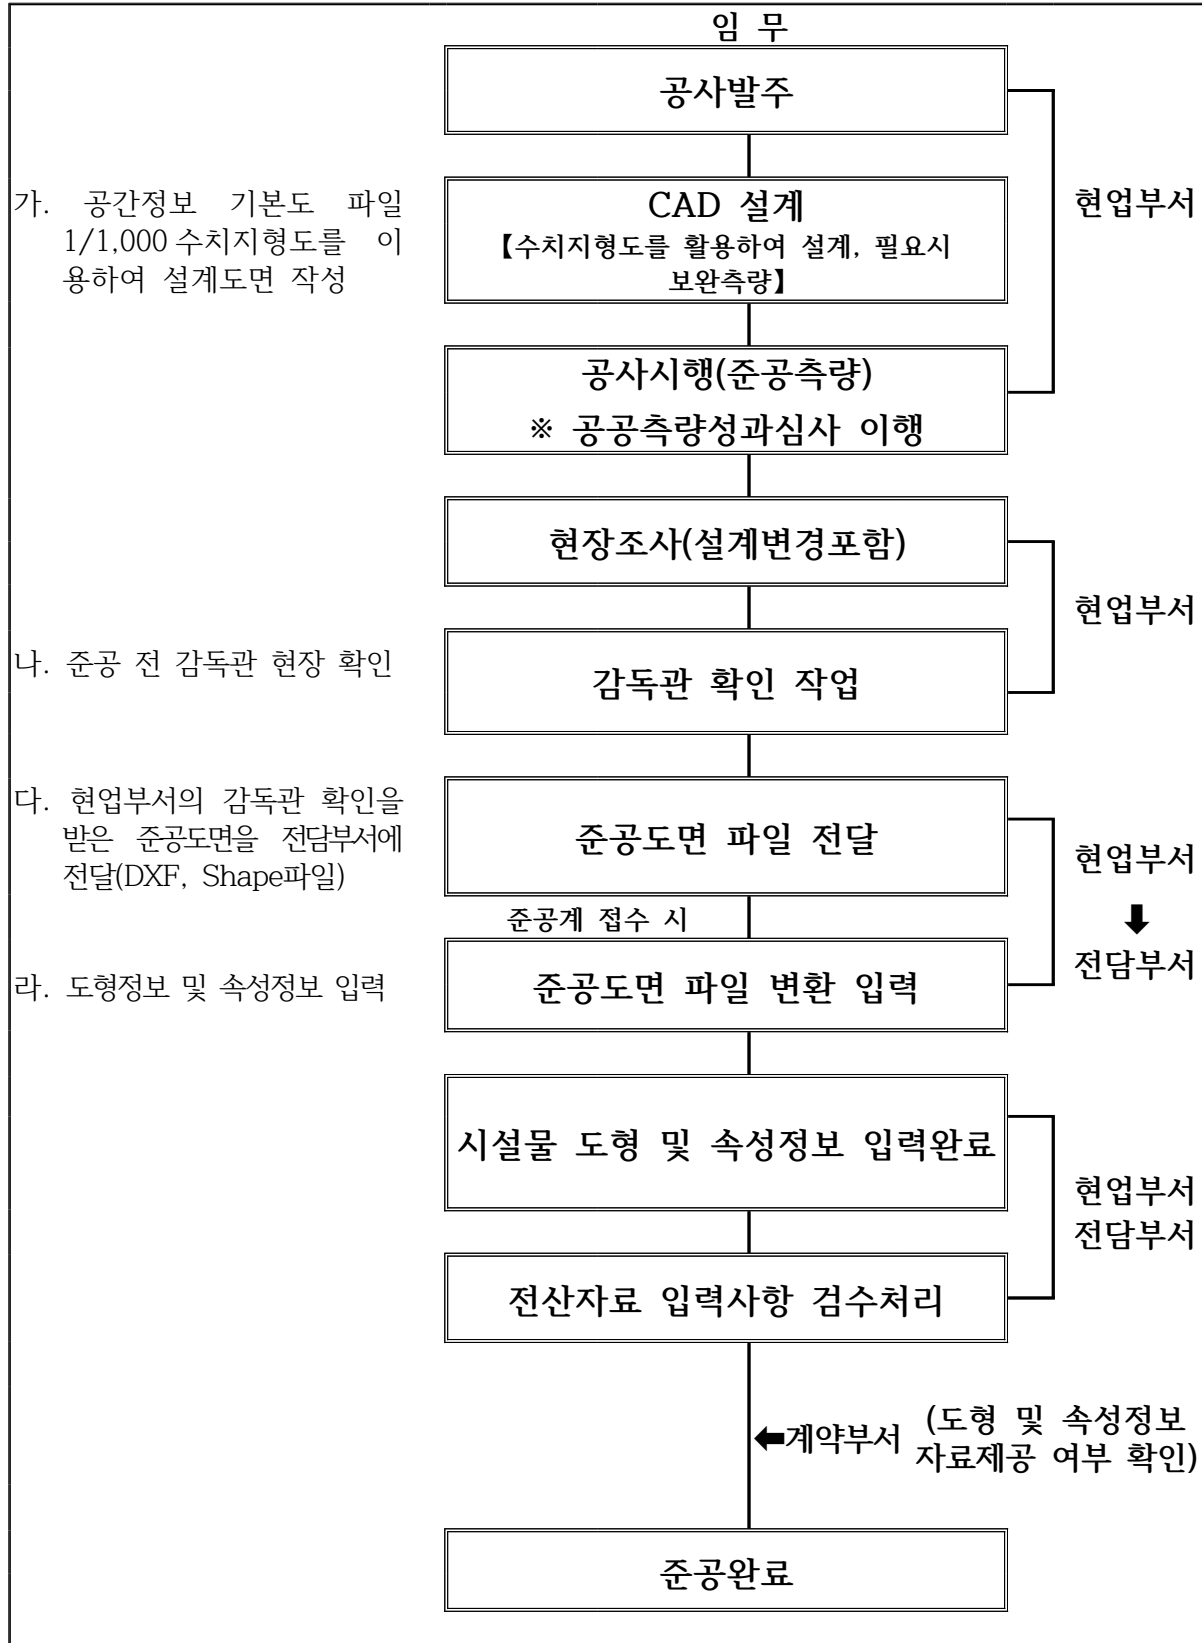 임 무
공사발주
현업부서
가. 공간정보 기본도 파일
1/1,000 수치지형도를 이
용하여 설계도면 작성
CAD 설계
【수치지형도를 활용하여 설계, 필요시
보완측량】
공사시행(준공측량)
※ 공공측량성과심사 이행
현장조사(설계변경포함)
현업부서
나. 준공 전 감독관 현장 확인
감독관 확인 작업
다. 현업부서의 감독관 확인을
받은 준공도면을 전담부서에
전달(DXF, Shape파일)
준공도면 파일 전달
현업부서
⬇
전담부서
준공계 접수 시
라. 도형정보 및 속성정보 입력
준공도면 파일 변환 입력
시설물 도형 및 속성정보 입력완료
현업부서
전담부서
전산자료 입력사항 검수처리
⬅계약부서 (도형 및 속성정보
자료제공 여부 확인)
준공완료